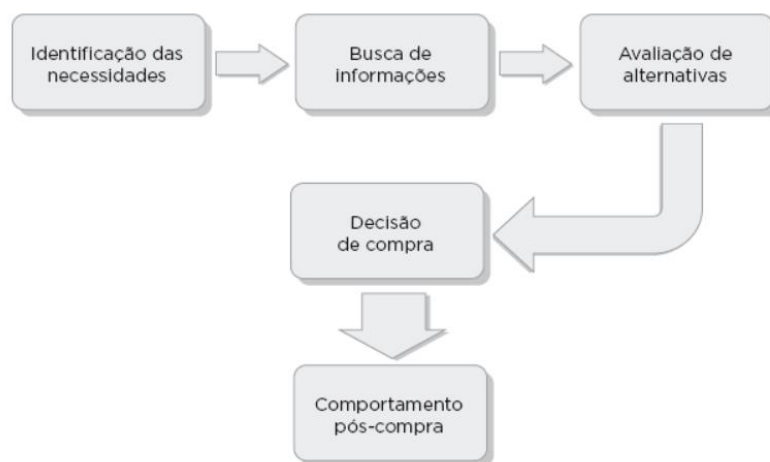 Identificação das
necessidades
Busca de
informações
Avaliação de
alternativas
Decisão
de compra
Comportamento
pós-compra